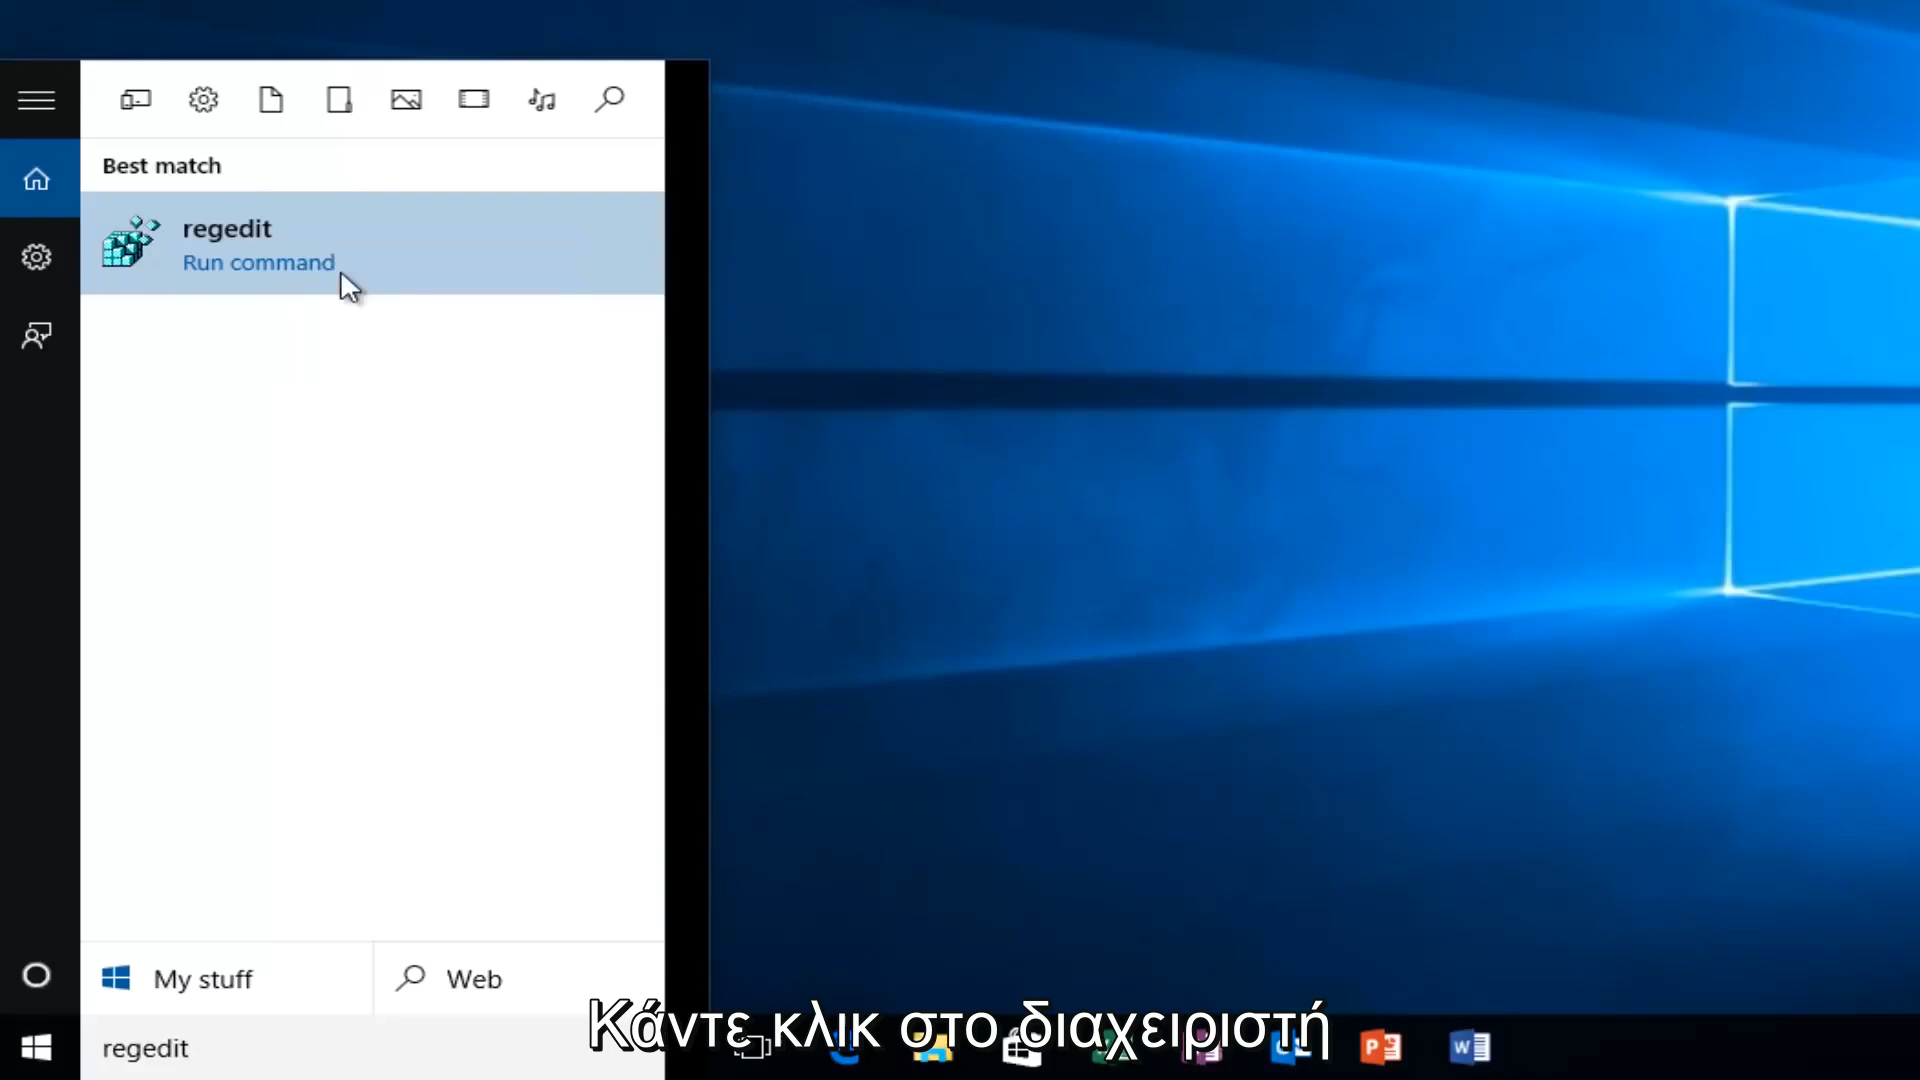 Best match
regedit
Run command
My stuff
Web
Κάντε κλικ στο διαχειριστή
regedit